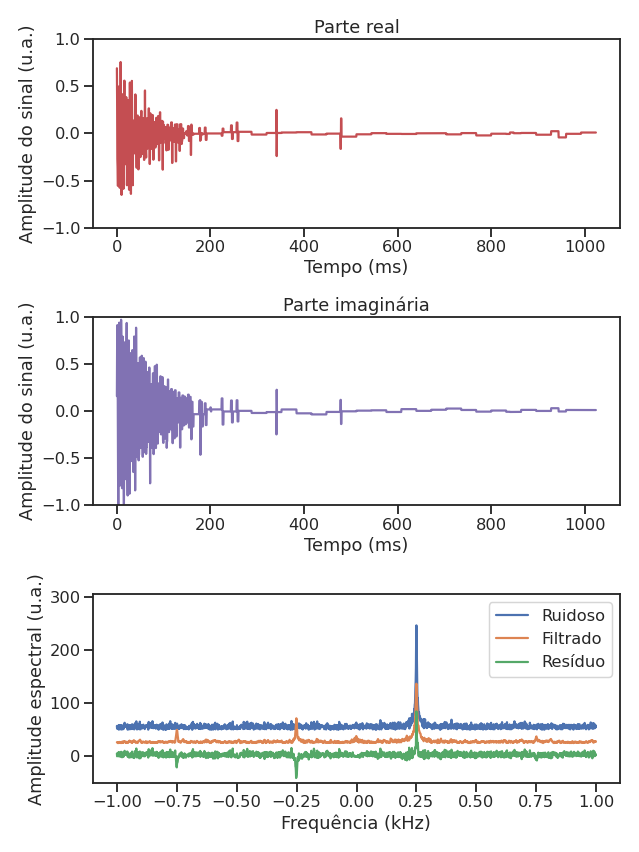 Parte real
Amplitude do sinal (u.a.)
1.0
0.5
0.0
−0.5
−1.0
0 200 400 600 800 1000
Tempo (ms)
Parte imaginária
Amplitude do sinal (u.a.)
1.0
0.5
0.0
−0.5
−1.0
0 200 400 600 800 1000
Tempo (ms)
Amplitude espectral (u.a.)
300
200
100
0
Ruidoso
Filtrado
Resíduo
−1.00 −0.75 −0.50 −0.25 0.00 0.25 0.50 0.75 1.00
Frequência (kHz)